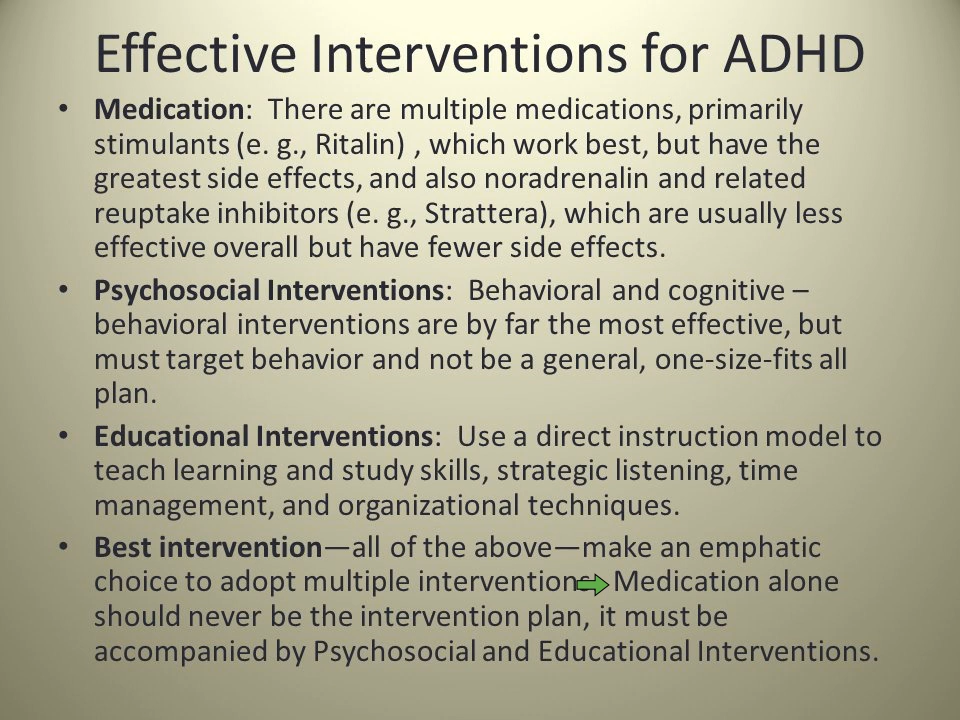 Effective Interventions for ADHD
• Medication: There are multiple medications, primarily
stimulants (e. g., Ritalin) , which work best, but have the
greatest side effects, and also noradrenalin and related
reuptake inhibitors (e. g., Strattera), which are usually less
effective overall but have fewer side effects.
• Psychosocial Interventions: Behavioral and cognitive –
behavioral interventions are by far the most effective, but
must target behavior and not be a general, one-size-fits all
plan.
• Educational Interventions: Use a direct instruction model to
teach learning and study skills, strategic listening, time
management, and organizational techniques.
• Best intervention—all of the above—make an emphatic
choice to adopt multiple interventions Medication alone
should never be the intervention plan, it must be
accompanied by Psychosocial and Educational Interventions.